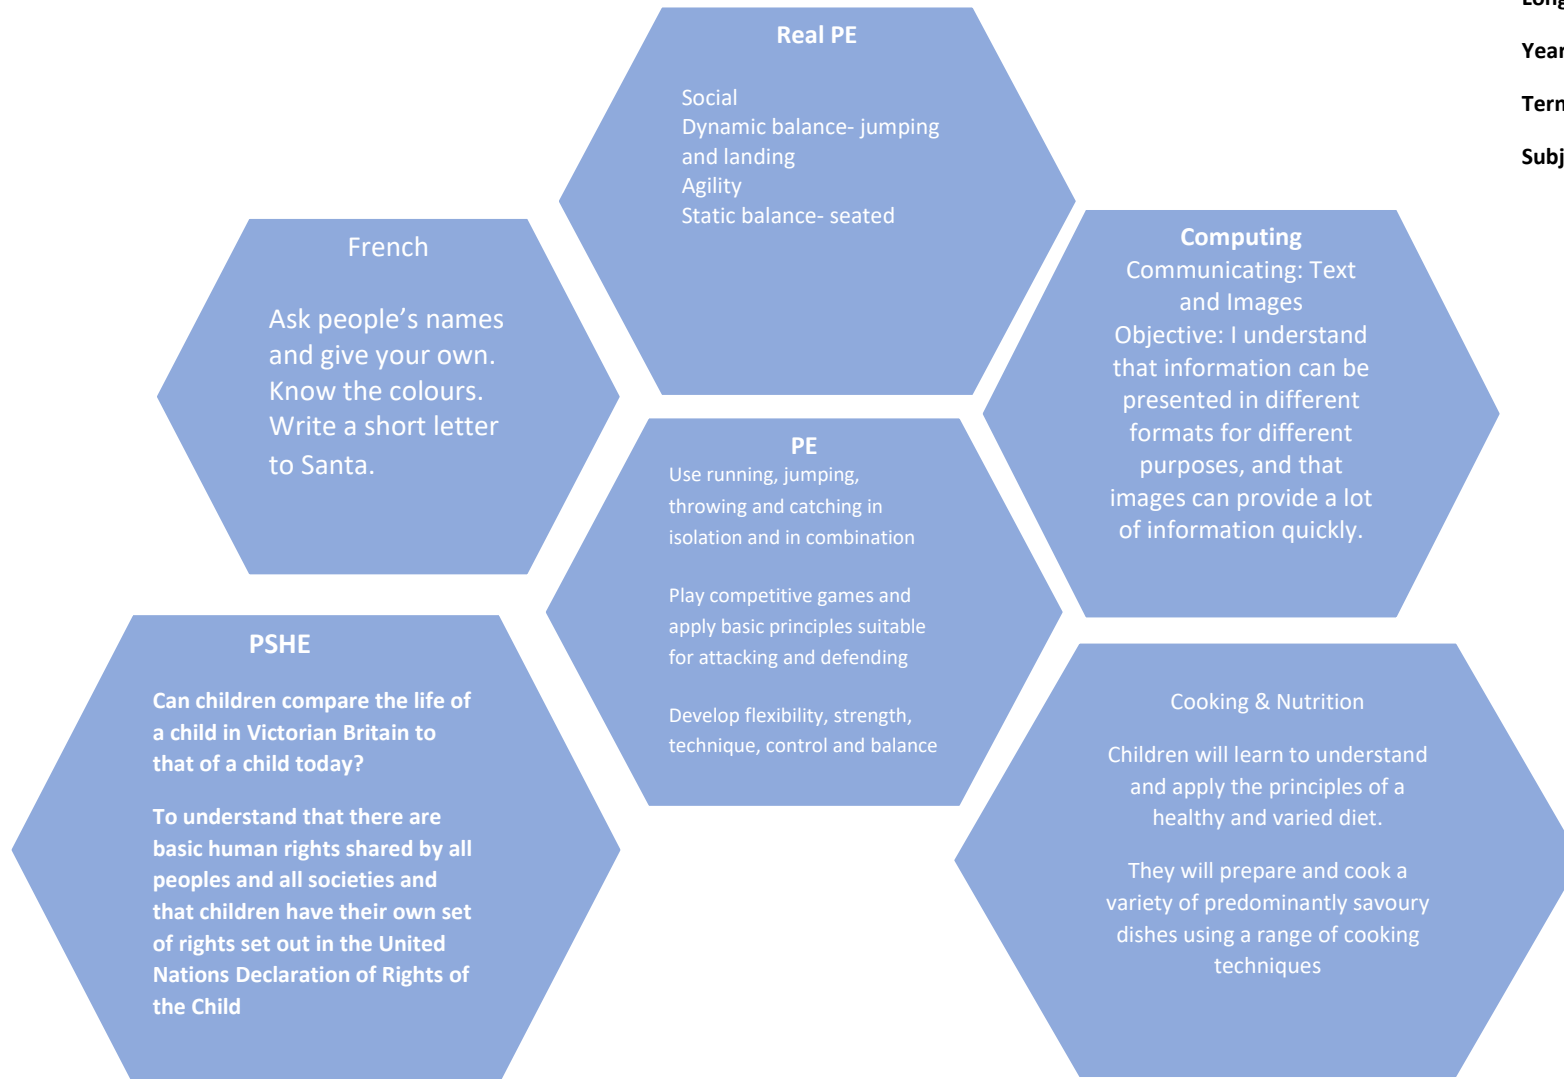 Real PE
Social
Dynamic balance- jumping
and landing
Agility
Static balance- seated
French
Ask people’s names
and give your own.
Know the colours.
Write a short letter
to Santa.
Computing
Communicating: Text
and Images
Objective: I understand
that information can be
presented in different
formats for different
purposes, and that
images can provide a lot
of information quickly.
PE
Use running, jumping,
throwing and catching in
isolation and in combination
Play competitive games and
apply basic principles suitable
for attacking and defending
Develop flexibility, strength,
technique, control and balance
PSHE
Can children compare the life of
a child in Victorian Britain to
that of a child today?
To understand that there are
basic human rights shared by all
peoples and all societies and
that children have their own set
of rights set out in the United
Nations Declaration of Rights of
the Child
Cooking & Nutrition
Children will learn to understand
and apply the principles of a
healthy and varied diet.
They will prepare and cook a
variety of predominantly savoury
dishes using a range of cooking
techniques